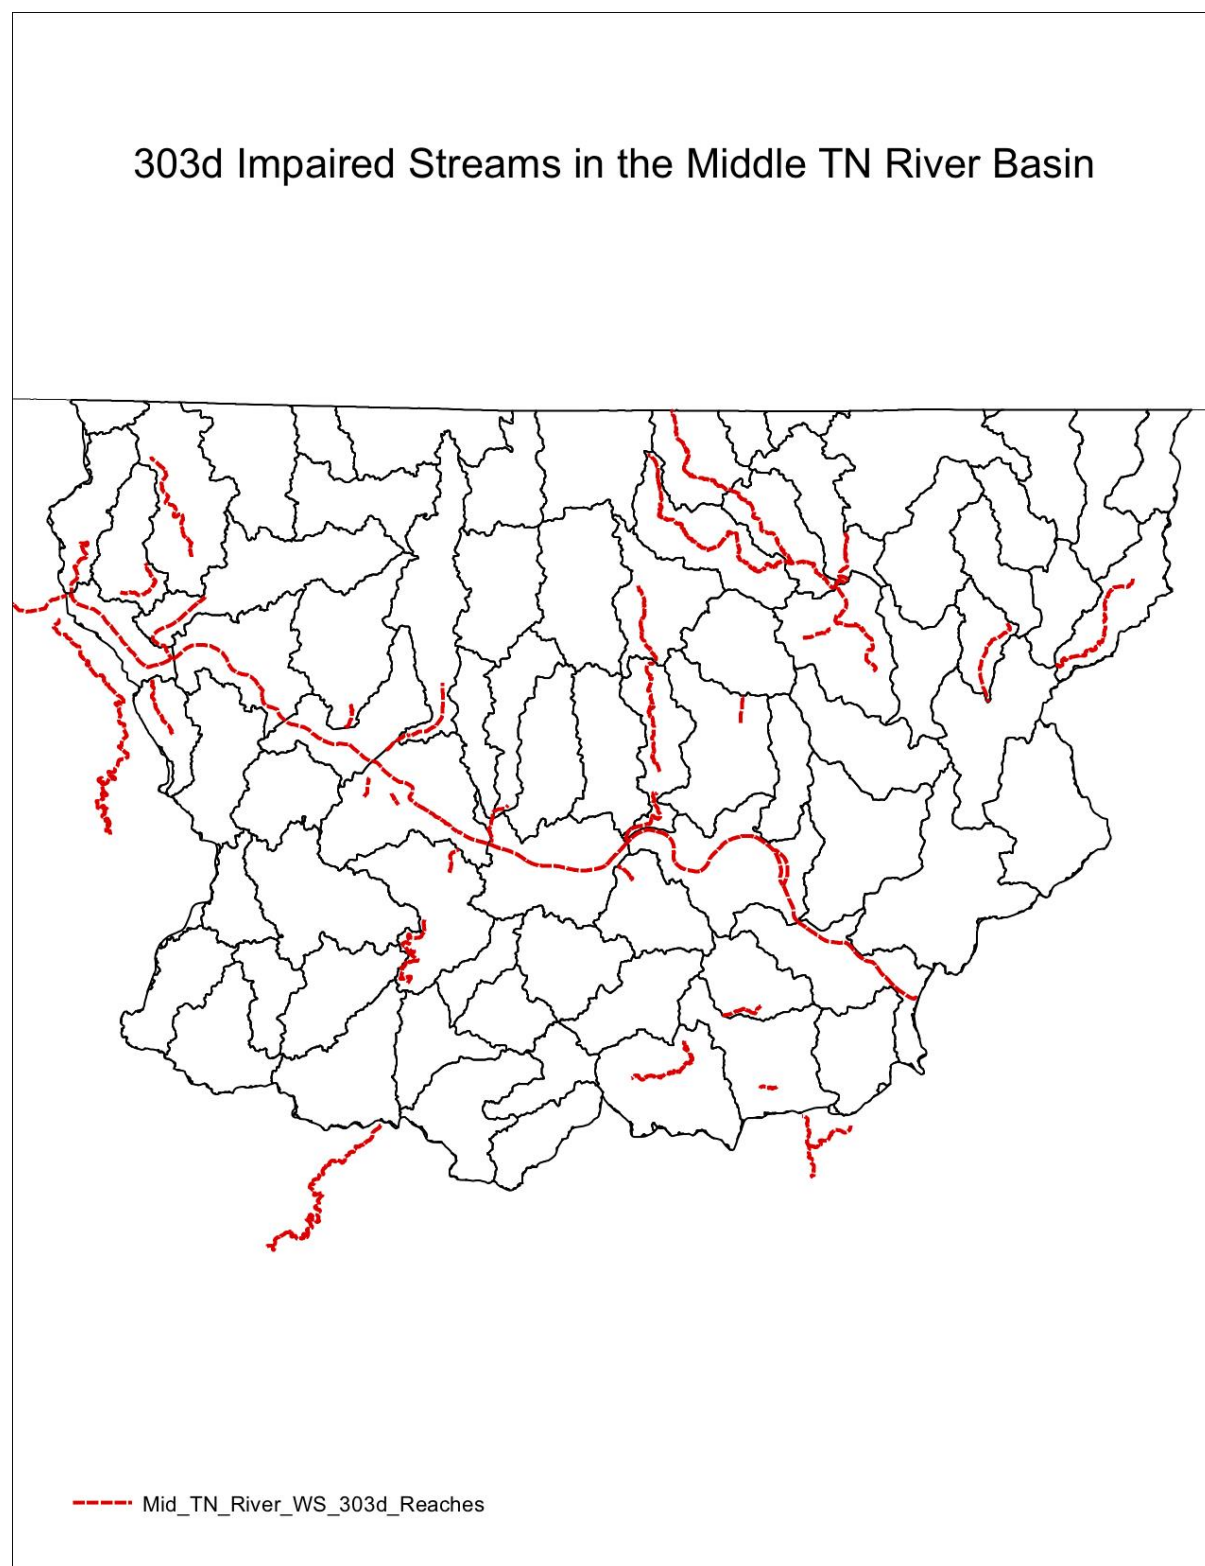 303d Impaired Streams in the Middle TN River Basin
Mid_TN_River_WS_303d_Reaches